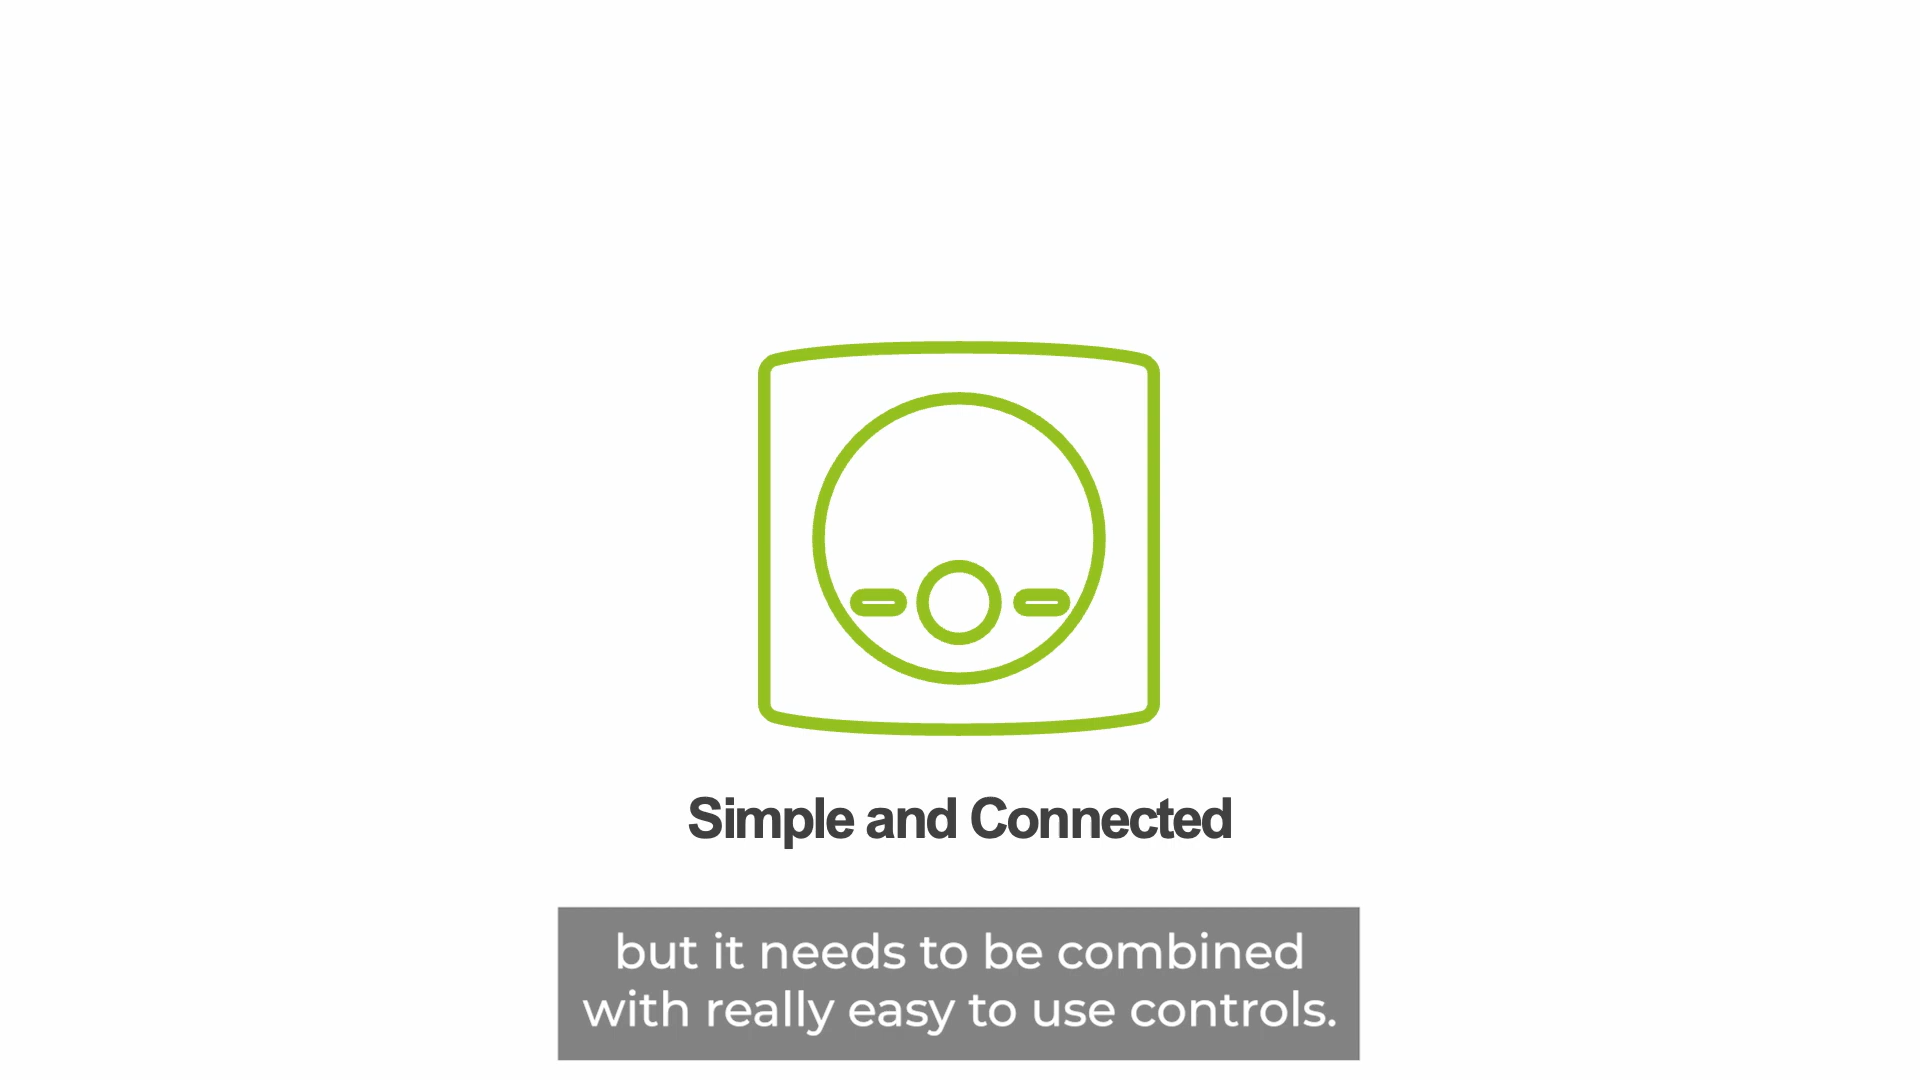 Simple and Connected
but it needs to be combined
with really easy to use controls.